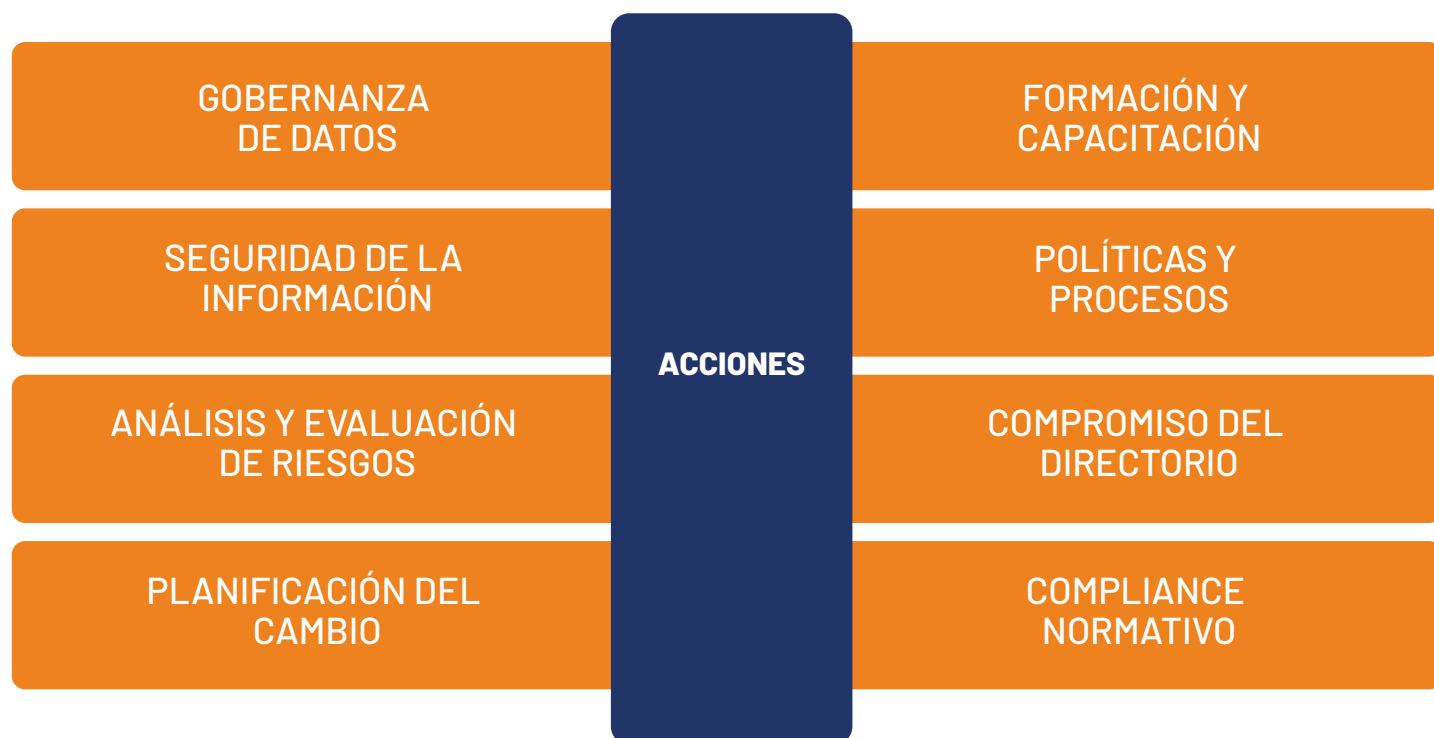 GOBERNANZA
DE DATOS
SEGURIDAD DE LA
INFORMACIÓN
ANÁLISIS Y EVALUACIÓN
DE RIESGOS
PLANIFICACIÓN DEL
CAMBIO
ACCIONES
FORMACIÓN Y
CAPACITACIÓN
POLÍTICAS Y
PROCESOS
COMPROMISO DEL
DIRECTORIO
COMPLIANCE
NORMATIVO